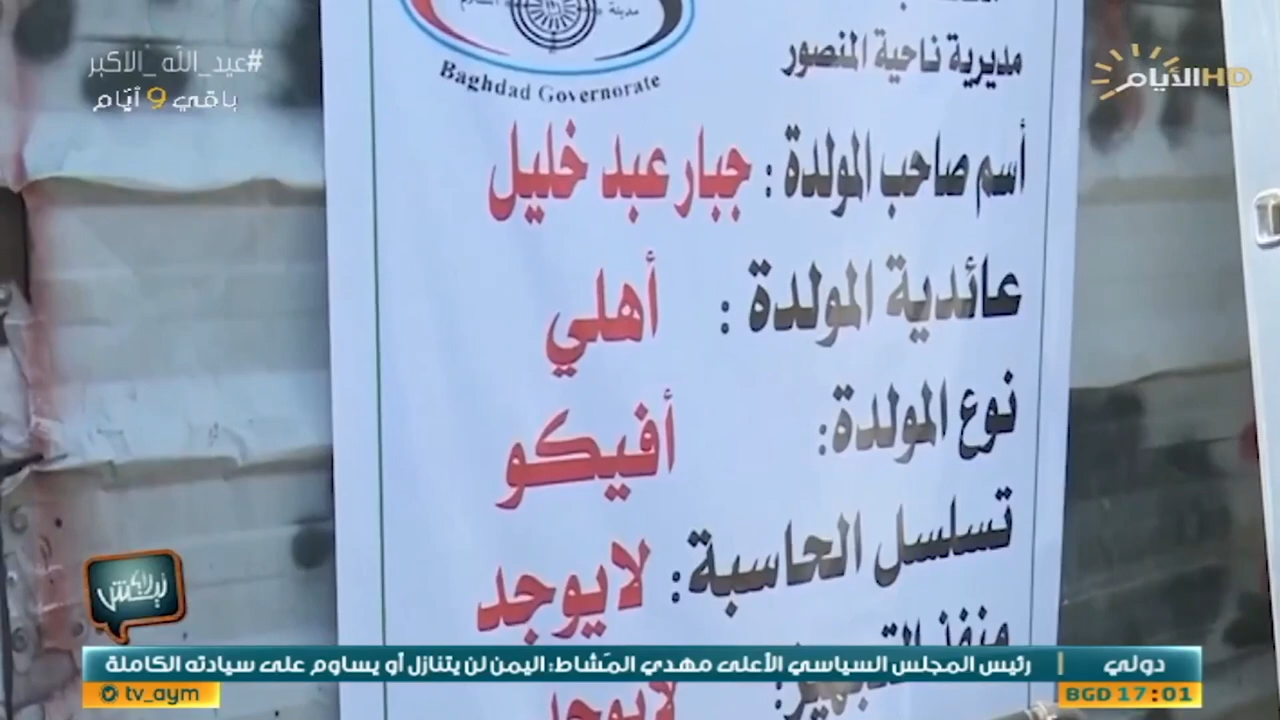 #عيد_الله_الاكبر
باقي 9 أيام
الأيام HD
Baghdad Governorate
مديرية ناحية المنصور
أسم صاحب المولدة : جبار عبد خليل
عائدية المولدة : أهلي
نوع المولدة: أفيكو
تسلسل الحاسبة: لايوجد
لايوجد
دولي | رئيس المجلس السياسي الأعلى مهدي المَشاط: اليمن لن يتنازل أو يساوم على سيادته الكاملة
tv_aym
BGD 17:01